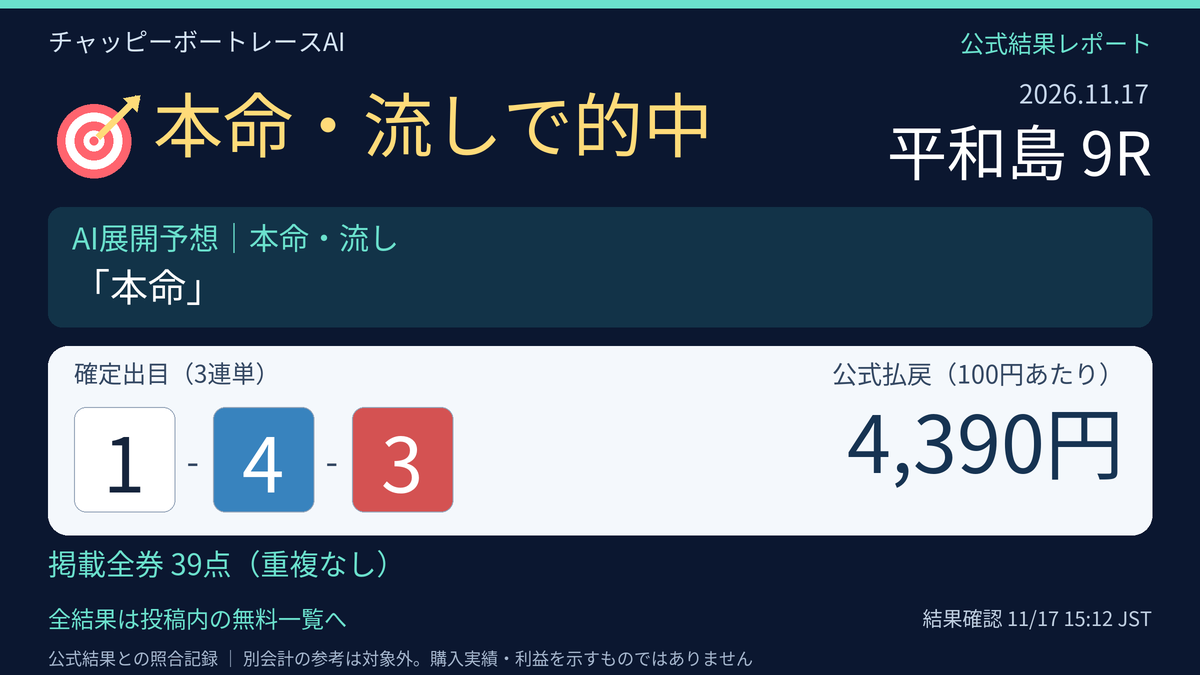 チャッピーボートレースAI
公式結果レポート
2026.11.17
本命・流しで的中
平和島 9R
AI展開予想｜本命・流し
「本命」
確定出目（3連単）
公式払戻（100円あたり）
1 - 4 - 3
4,390円
掲載全券 39点（重複なし）
全結果は投稿内の無料一覧へ
結果確認 11/17 15:12 JST
公式結果との照合記録 ｜ 別会計の参考は対象外。購入実績・利益を示すものではありません